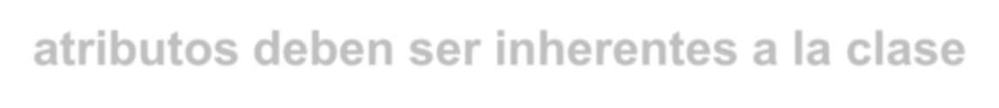 atributos deben ser inherentes a la clase